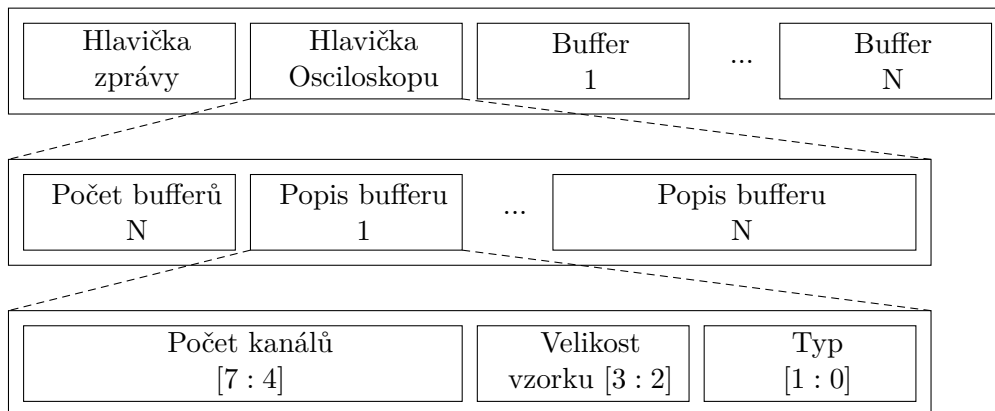 Hlavička
zprávy
Hlavička
Osciloskopu
Buffer
1
...
Buffer
N
Počet bufferů
N
Popis bufferu
1
...
Popis bufferu
N
Počet kanálů
[7 : 4]
Velikost
vzorku [3 : 2]
Typ
[1 : 0]